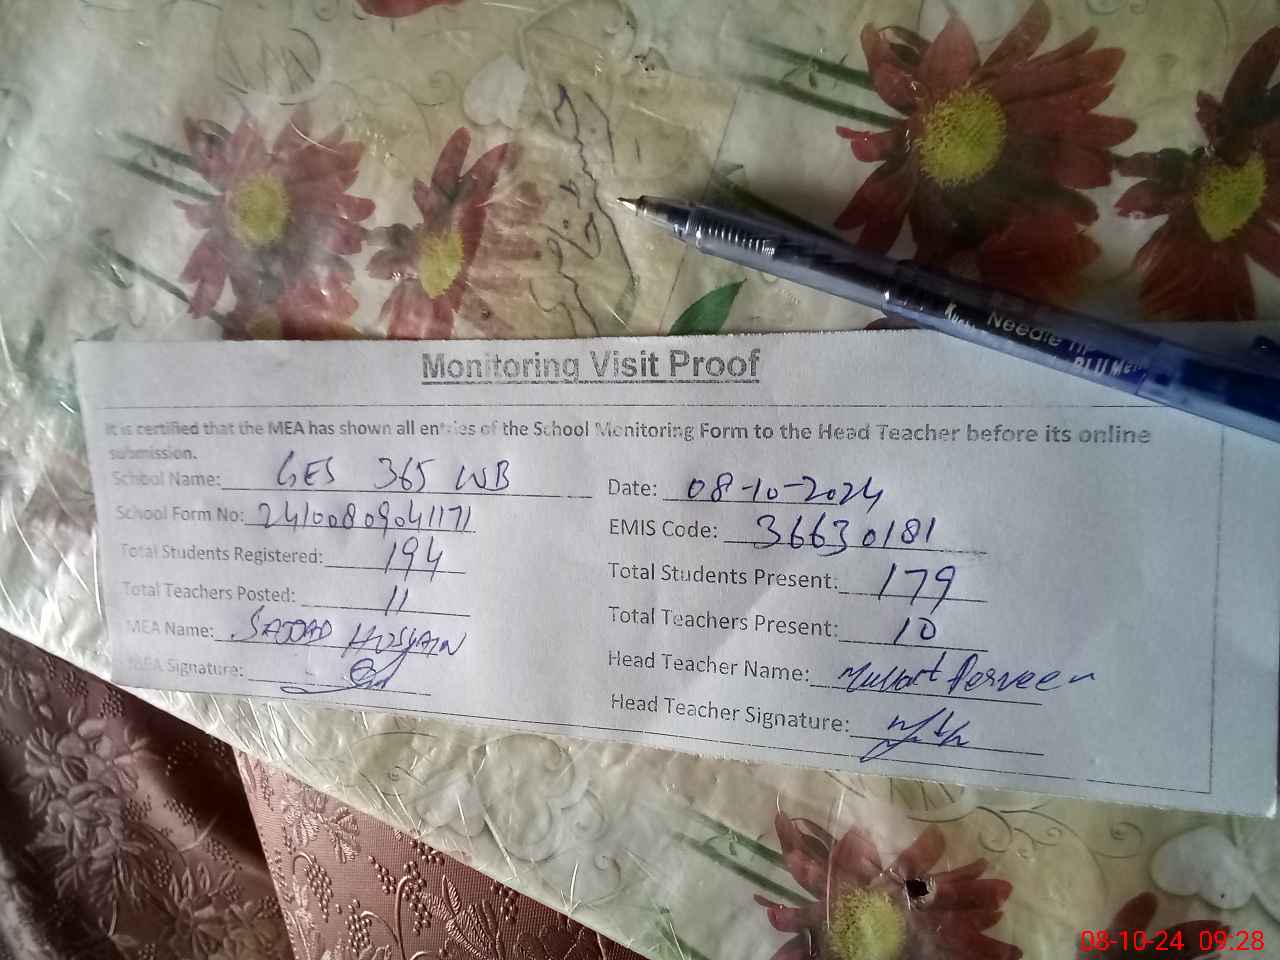 Monitoring Visit Proof
It is certified that the MEA has shown all entries of the School Monitoring Form to the Head Teacher before its online
submission.
School Name: GES 365 WB
Date: 08-10-2024
School Form No: 24100809041171
EMIS Code: 36630181
Total Students Registered: 194
Total Students Present: 179
Total Teachers Posted: 11
Total Teachers Present: 10
MEA Name: SAJJAD HUSSAIN
Head Teacher Name: Perveen
MEA Signature:
Head Teacher Signature:
Needle
08-10-24 09:28